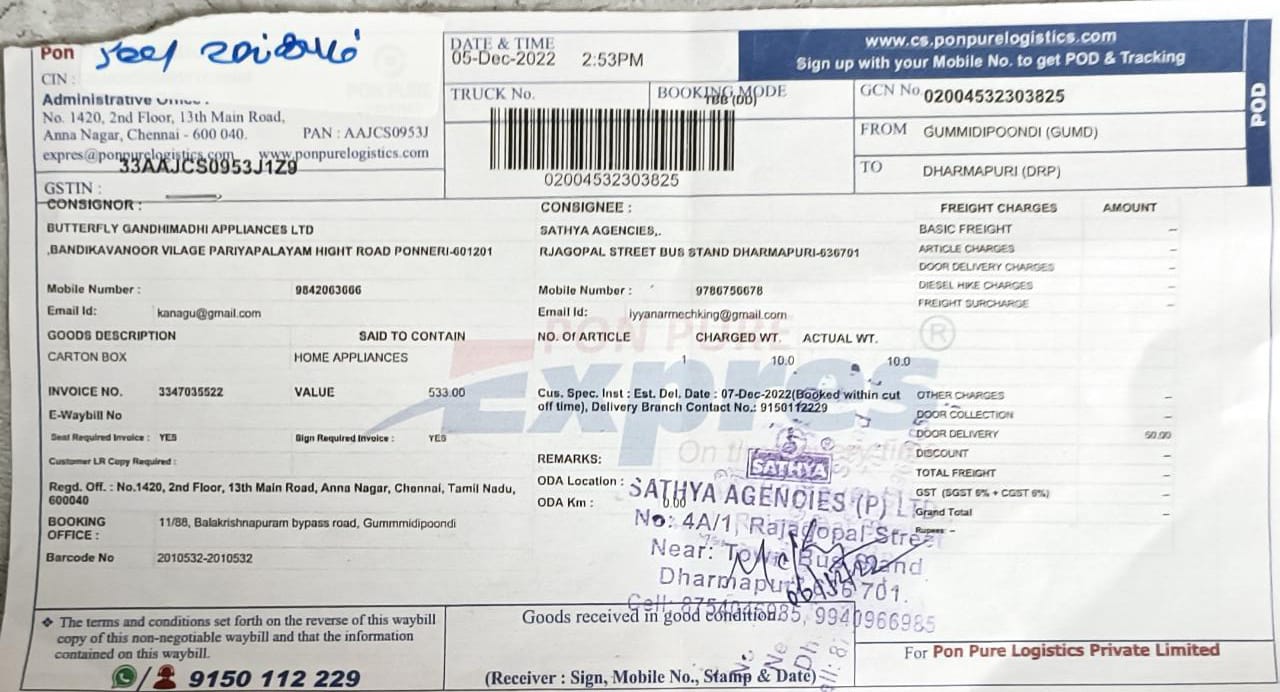 Pon
CIN :
Administrative Office :
No. 1420, 2nd Floor, 13th Main Road,
Anna Nagar, Chennai - 600 040. PAN : AAJCS0953J
expres@ponpurelogistics.com www.ponpurelogistics.com
33AAJCS0953J1Z9
GSTIN :
DATE & TIME
05-Dec-2022 2:53PM
www.cs.ponpurelogistics.com
Sign up with your Mobile No. to get POD & Tracking
TRUCK No. BOOKING MODE
TBB (DD)
02004532303825
GCN No. 02004532303825
FROM GUMMIDIPOONDI (GUMD)
TO DHARMAPURI (DRP)
POD
CONSIGNOR :
BUTTERFLY GANDHIMADHI APPLIANCES LTD
,BANDIKAVANOOR VILAGE PARIYAPALAYAM HIGHT ROAD PONNERI-601201
Mobile Number : 9842063066
Email Id: kanagu@gmail.com
CONSIGNEE :
SATHYA AGENCIES,.
RJAGOPAL STREET BUS STAND DHARMAPURI-636701
Mobile Number : 9786756678
Email Id: iyyanarmechking@gmail.com
GOODS DESCRIPTION SAID TO CONTAIN NO. Of ARTICLE CHARGED WT. ACTUAL WT.
CARTON BOX HOME APPLIANCES 1 10.0 10.0
INVOICE NO. 3347035522 VALUE 533.00
E-Waybill No
Seal Required Invoice : YES Sign Required Invoice : YES
Customer LR Copy Required :
Regd. Off. : No.1420, 2nd Floor, 13th Main Road, Anna Nagar, Chennai, Tamil Nadu,
600040
BOOKING
OFFICE : 11/88, Balakrishnapuram bypass road, Gummmidipoondi
Barcode No 2010532-2010532
Cus. Spec. Inst : Est. Del. Date : 07-Dec-2022(Booked within cut
off time), Delivery Branch Contact No.: 9150112229
REMARKS:
ODA Location :
ODA Km : 0.00
FREIGHT CHARGES AMOUNT
BASIC FREIGHT –
ARTICLE CHARGES –
DOOR DELIVERY CHARGES –
DIESEL HIKE CHARGES –
FREIGHT SURCHARGE –
OTHER CHARGES –
DOOR COLLECTION –
DOOR DELIVERY 50.00
DISCOUNT –
TOTAL FREIGHT –
GST (SGST 6% + CGST 6%) –
Grand Total –
Rupees: –
PON PURE
Expres ®
SATHYA
SATHYA AGENCIES (P) LTD
No: 4A/1, Rajagopal Street
Near: Town Bus Stand
Dharmapuri 636 701.
Cell: 8754046985, 9940966985
06/12/22
❖ The terms and conditions set forth on the reverse of this waybill
copy of this non-negotiable waybill and that the information
contained on this waybill.
9150 112 229
Goods received in good condition
(Receiver : Sign, Mobile No., Stamp & Date)
For Pon Pure Logistics Private Limited